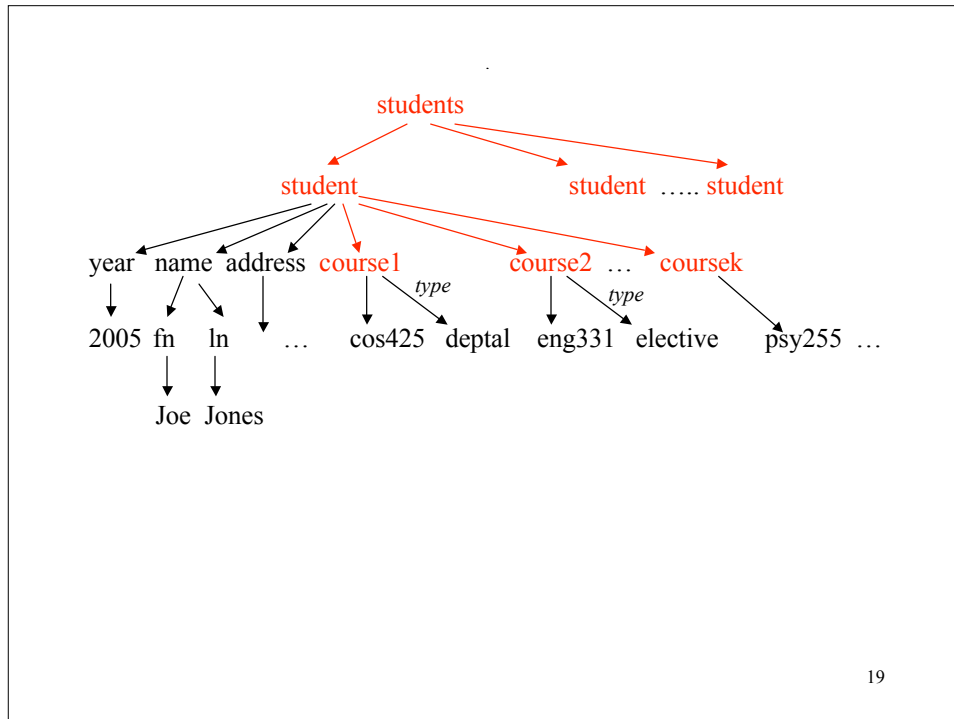 students
student student ….. student
year name address course1 course2 … coursek
type type
2005 fn ln … cos425 deptal eng331 elective psy255 …
Joe Jones
19